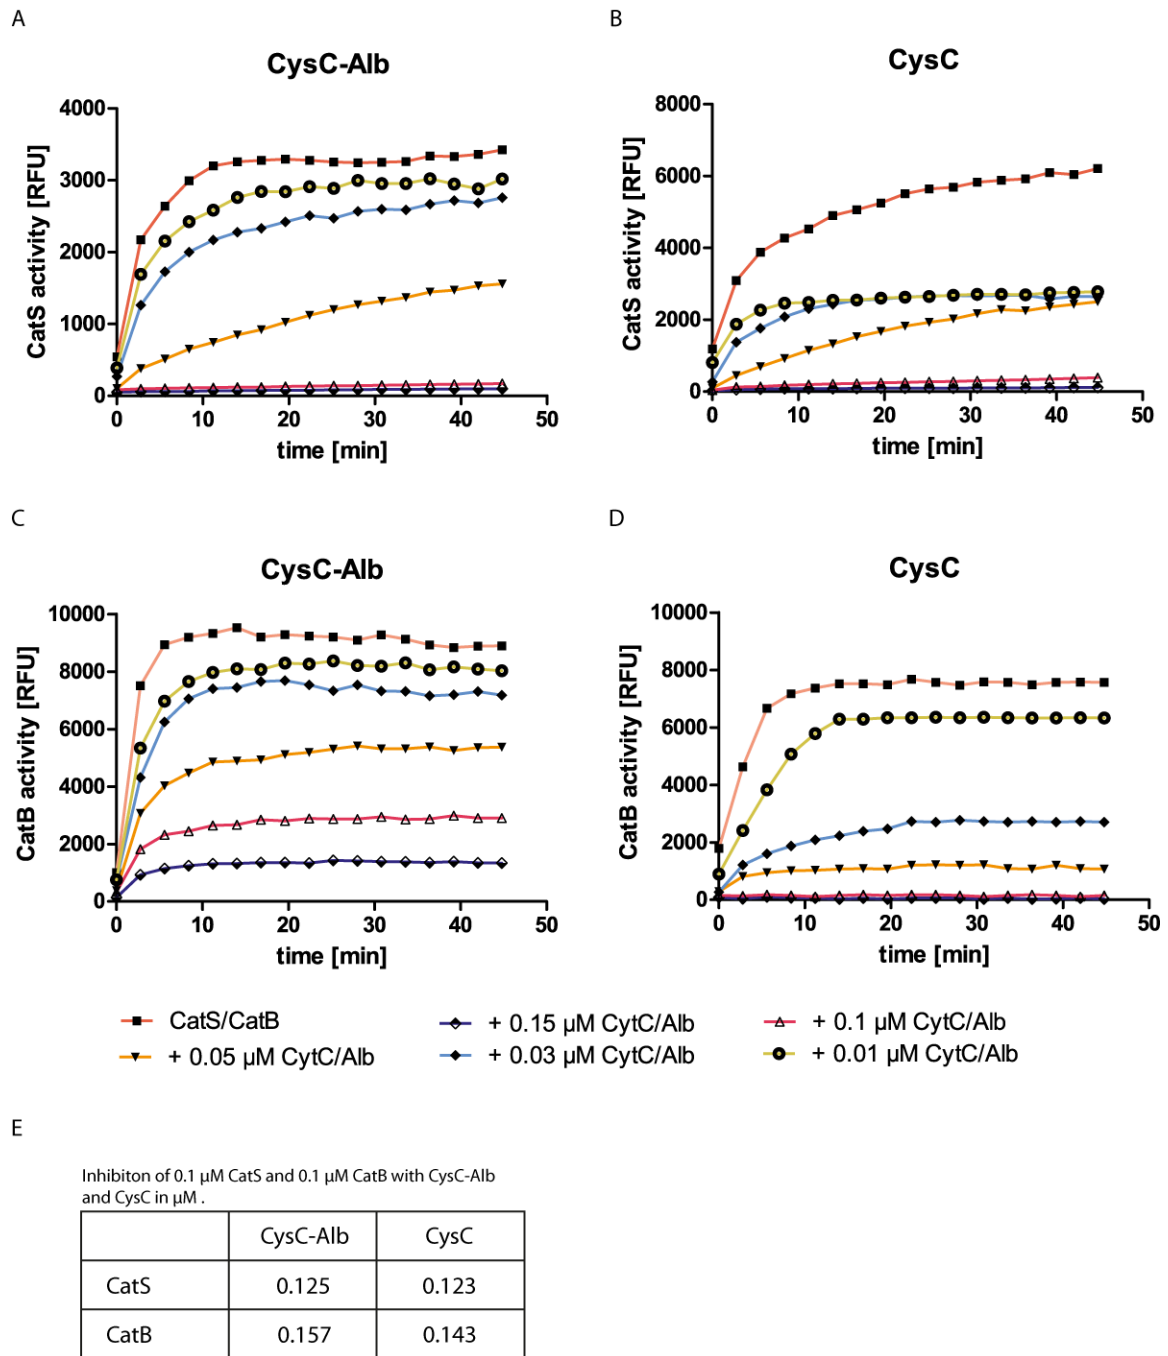 A
CysC-Alb
4000
3000
2000
1000
0
CatS activity [RFU]
0 10 20 30 40 50
time [min]
B
CysC
8000
6000
4000
2000
0
CatS activity [RFU]
0 10 20 30 40 50
time [min]
C
CysC-Alb
10000
8000
6000
4000
2000
0
CatB activity [RFU]
0 10 20 30 40 50
time [min]
D
CysC
10000
8000
6000
4000
2000
0
CatB activity [RFU]
0 10 20 30 40 50
time [min]
CatS/CatB
+ 0.15 µM CytC/Alb
+ 0.1 µM CytC/Alb
+ 0.05 µM CytC/Alb
+ 0.03 µM CytC/Alb
+ 0.01 µM CytC/Alb
E
Inhibiton of 0.1 µM CatS and 0.1 µM CatB with CysC-Alb
and CysC in µM .
CysC-Alb CysC
CatS 0.125 0.123
CatB 0.157 0.143